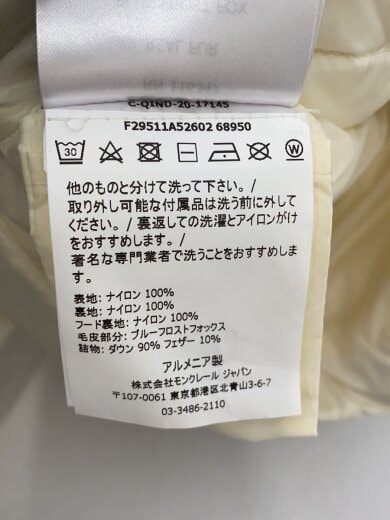 FOX
REAL FUR
RN 116347
C-QIND-20-17145
F29511A52602 68950
30
W
他のものと分けて洗って下さい。/
取り外し可能な付属品は洗う前に外して
ください。/ 裏返しての洗濯とアイロンがけ
をおすすめします。/
著名な専門業者で洗うことをおすすめしま
す。
表地: ナイロン 100%
裏地: ナイロン 100%
フード裏地: ナイロン 100%
毛皮部分: ブルーフロストフォックス
詰物: ダウン 90% フェザー 10%
アルメニア製
株式会社モンクレール ジャパン
〒107-0061 東京都港区北青山3-6-7
03-3486-2110